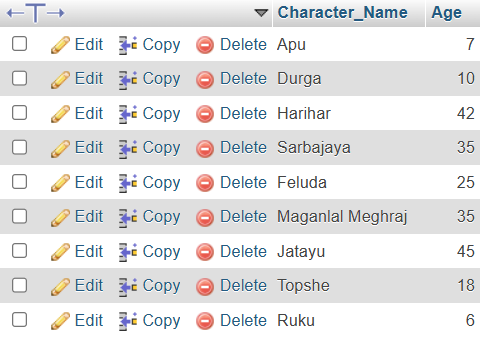 Character_Name Age
Edit Copy Delete Apu 7
Edit Copy Delete Durga 10
Edit Copy Delete Harihar 42
Edit Copy Delete Sarbajaya 35
Edit Copy Delete Feluda 25
Edit Copy Delete Maganlal Meghraj 35
Edit Copy Delete Jatayu 45
Edit Copy Delete Topshe 18
Edit Copy Delete Ruku 6